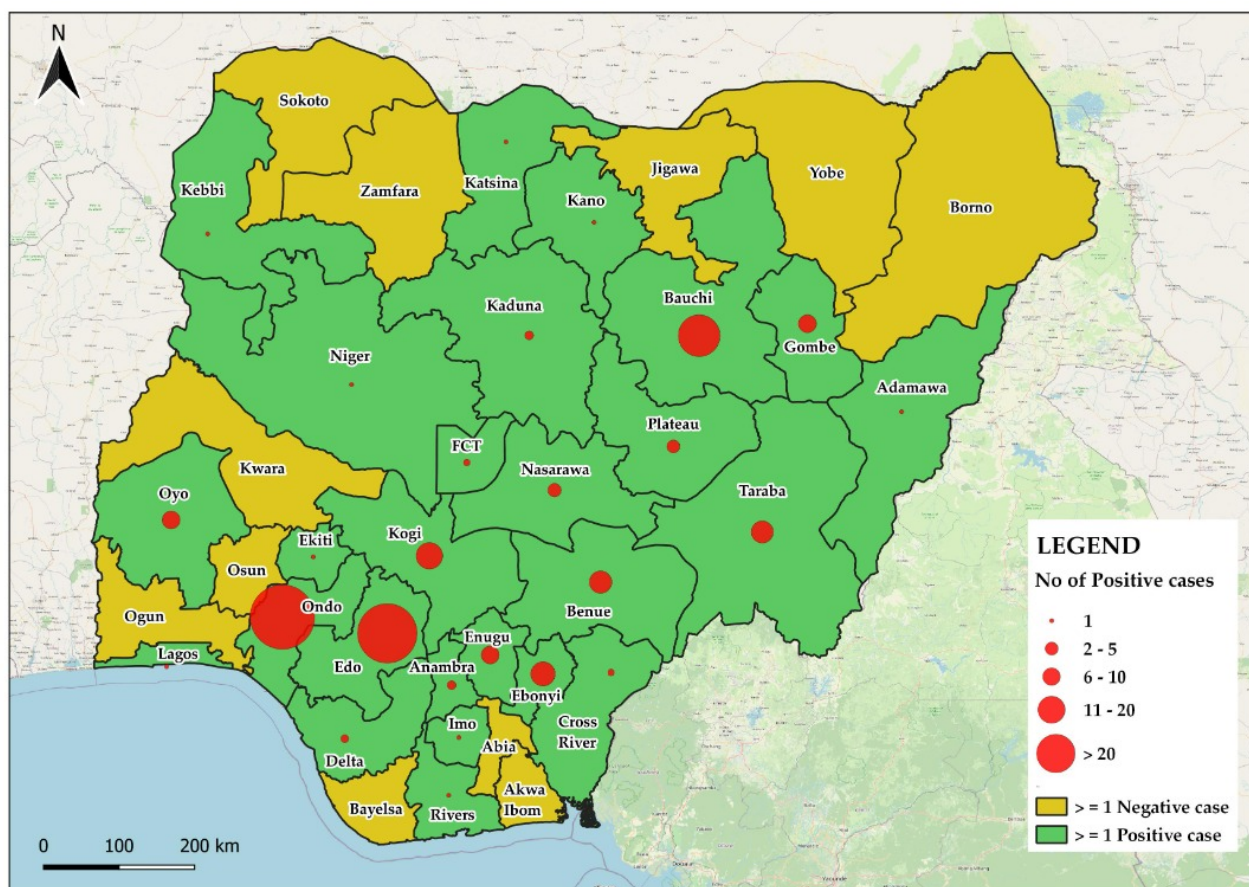 N
Sokoto
Kebbi
Zamfara
Katsina
Kano
Jigawa
Yobe
Borno
Kaduna
Bauchi
Gombe
Niger
Adamawa
Plateau
FCT
Nasarawa
Kwara
Taraba
Oyo
Kogi
Ekiti
Osun
Ondo
Benue
Ogun
Enugu
Lagos
Edo
Anambra
Ebonyi
Imo
Cross
River
Abia
Delta
Akwa
Ibom
Bayelsa
Rivers
LEGEND
No of Positive cases
1
2 - 5
6 - 10
11 - 20
> 20
> = 1 Negative case
> = 1 Positive case
0 100 200 km